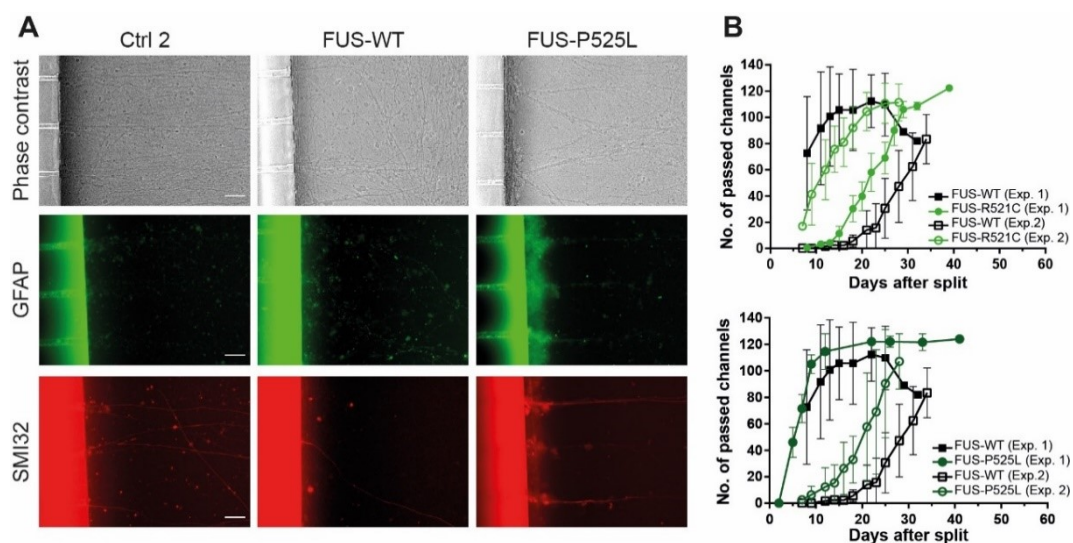 A
B
Ctrl 2
FUS-WT
FUS-P525L
Phase contrast
GFAP
SMI32
No. of passed channels
140
120
100
80
60
40
20
0
FUS-WT (Exp. 1)
FUS-R521C (Exp. 1)
FUS-WT (Exp.2)
FUS-R521C (Exp. 2)
0 10 20 30 40 50 60
Days after split
No. of passed channels
140
120
100
80
60
40
20
0
FUS-WT (Exp. 1)
FUS-P525L (Exp. 1)
FUS-WT (Exp.2)
FUS-P525L (Exp. 2)
0 10 20 30 40 50 60
Days after split